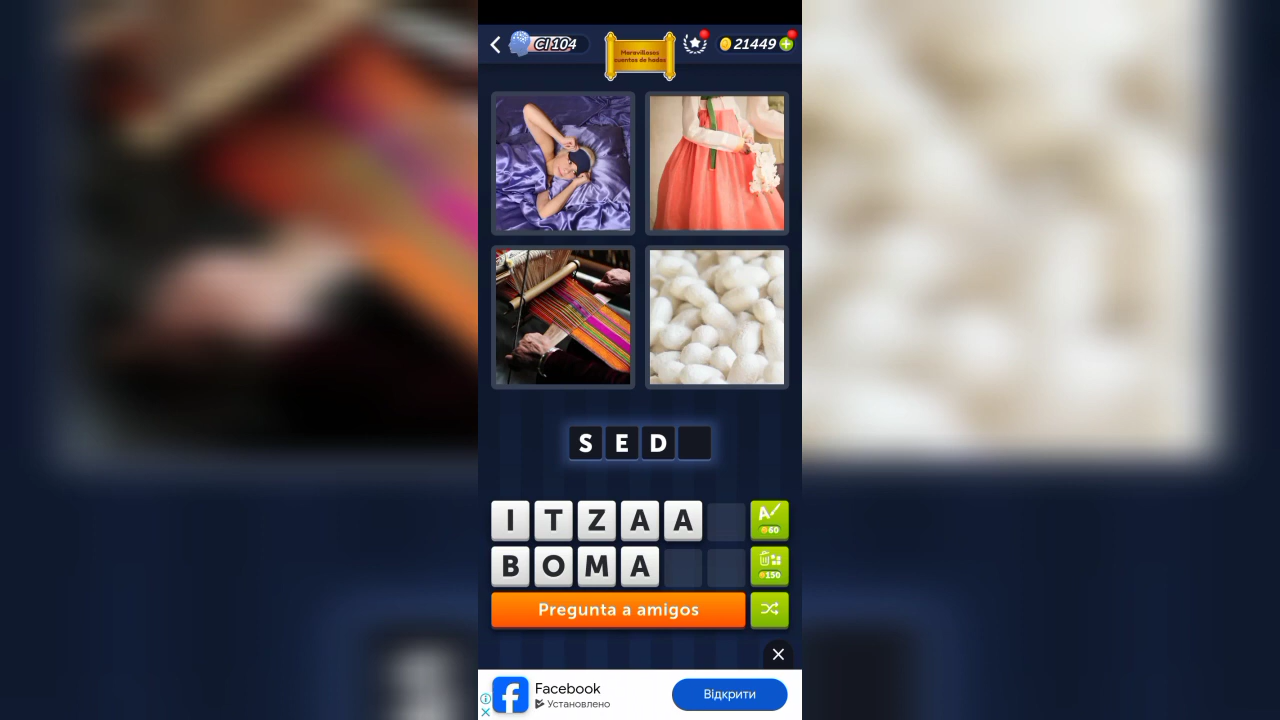 CI 104
Maravillosos
cuentos de hadas
21449
S E D
I T Z A A
60
B O M A
150
Pregunta a amigos
Facebook
Установлено
Відкрити